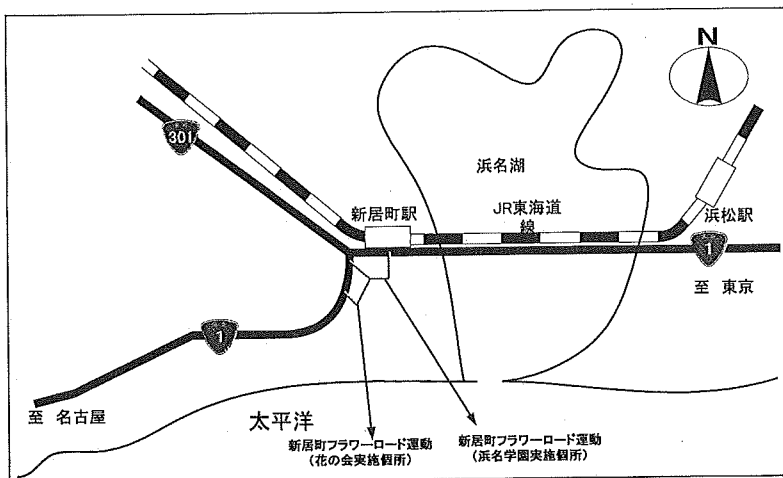 N
301
浜名湖
新居町駅
JR東海道
線
浜松駅
1
至 東京
1
至 名古屋
太平洋
新居町フラワーロード運動
(花の会実施個所)
新居町フラワーロード運動
(浜名学園実施個所)